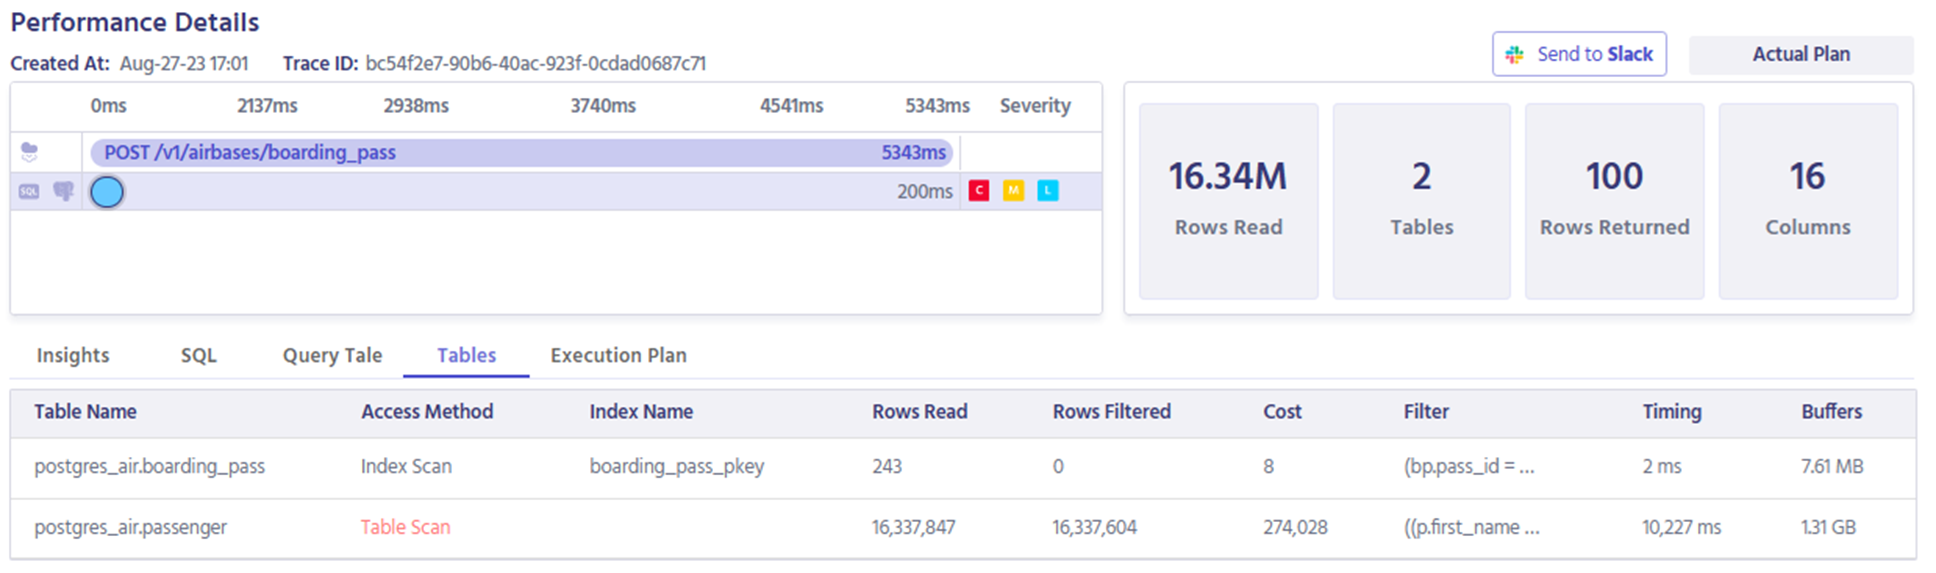 Performance Details
Created At: Aug-27-23 17:01 Trace ID: bc54f2e7-90b6-40ac-923f-0cdad0687c71
Send to Slack
Actual Plan
0ms 2137ms 2938ms 3740ms 4541ms 5343ms Severity
POST /v1/airbases/boarding_pass 5343ms
SQL 200ms C M L
16.34M
Rows Read
2
Tables
100
Rows Returned
16
Columns
Insights SQL Query Tale Tables Execution Plan
Table Name Access Method Index Name Rows Read Rows Filtered Cost Filter Timing Buffers
postgres_air.boarding_pass Index Scan boarding_pass_pkey 243 0 8 (bp.pass_id = ... 2 ms 7.61 MB
postgres_air.passenger Table Scan 16,337,847 16,337,604 274,028 ((p.first_name ... 10,227 ms 1.31 GB